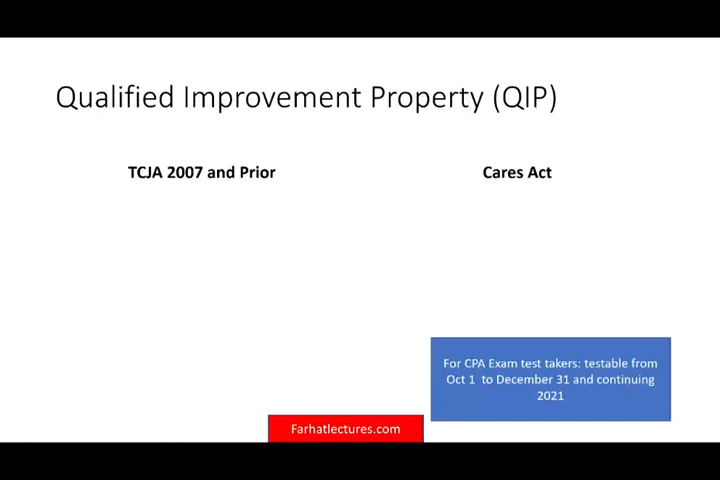 Qualified Improvement Property (QIP)
TCJA 2007 and Prior
Cares Act
For CPA Exam test takers: testable from
Oct 1 to December 31 and continuing
2021
Farhatlectures.com